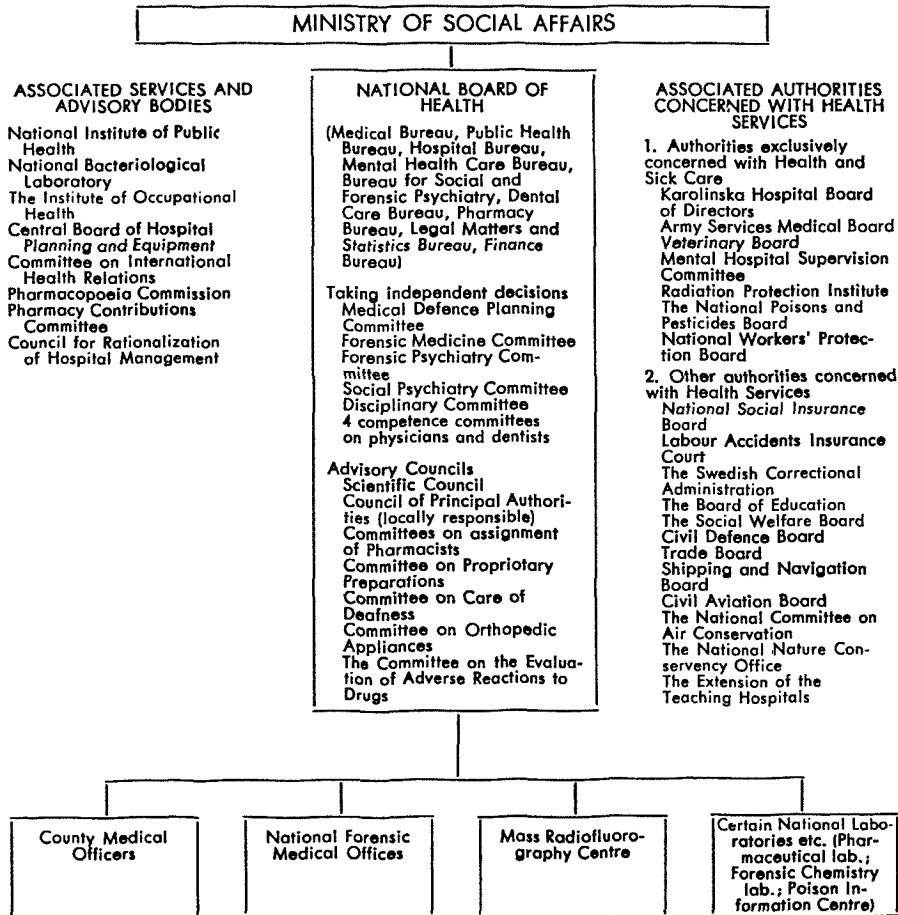 MINISTRY OF SOCIAL AFFAIRS
ASSOCIATED SERVICES AND
ADVISORY BODIES
National Institute of Public
Health
National Bacteriological
Laboratory
The Institute of Occupational
Health
Central Board of Hospital
Planning and Equipment
Committee on International
Health Relations
Pharmacopoeia Commission
Pharmacy Contributions
Committee
Council for Rationalization
of Hospital Management
NATIONAL BOARD OF
HEALTH
(Medical Bureau, Public Health
Bureau, Hospital Bureau,
Mental Health Care Bureau,
Bureau for Social and
Forensic Psychiatry, Dental
Care Bureau, Pharmacy
Bureau, Legal Matters and
Statistics Bureau, Finance
Bureau)
Taking independent decisions
Medical Defence Planning
Committee
Forensic Medicine Committee
Forensic Psychiatry Com-
mittee
Social Psychiatry Committee
Disciplinary Committee
4 competence committees
on physicians and dentists
Advisory Councils
Scientific Council
Council of Principal Authori-
ties (locally responsible)
Committees on assignment
of Pharmacists
Committee on Propriotary
Preparations
Committee on Care of
Deafness
Committee on Orthopedic
Appliances
The Committee on the Evalua-
tion of Adverse Reactions to
Drugs
ASSOCIATED AUTHORITIES
CONCERNED WITH HEALTH
SERVICES
1. Authorities exclusively
concerned with Health and
Sick Care
Karolinska Hospital Board
of Directors
Army Services Medical Board
Veterinary Board
Mental Hospital Supervision
Committee
Radiation Protection Institute
The National Poisons and
Pesticides Board
National Workers' Protec-
tion Board
2. Other authorities concerned
with Health Services
National Social Insurance
Board
Labour Accidents Insurance
Court
The Swedish Correctional
Administration
The Board of Education
The Social Welfare Board
Civil Defence Board
Trade Board
Shipping and Navigation
Board
Civil Aviation Board
The National Committee on
Air Conservation
The National Nature Con-
servency Office
The Extension of the
Teaching Hospitals
County Medical
Officers
National Forensic
Medical Offices
Mass Radiofluoro-
graphy Centre
Certain National Labo-
ratories etc. (Phar-
maceutical lab.;
Forensic Chemistry
lab.; Poison In-
formation Centre)